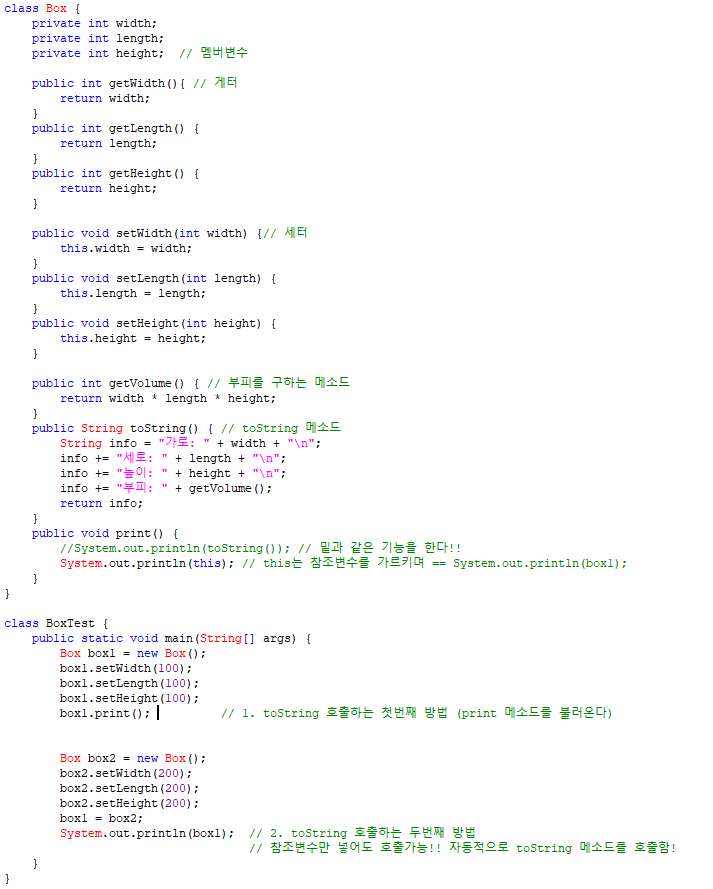 class Box {
    private int width;
    private int length;
    private int height;  // 멤버변수

    public int getWidth(){ // 게터
        return width;
    }
    public int getLength() {
        return length;
    }
    public int getHeight() {
        return height;
    }

    public void setWidth(int width) {// 세터
        this.width = width;
    }
    public void setLength(int length) {
        this.length = length;
    }
    public void setHeight(int height) {
        this.height = height;
    }

    public int getVolume() { // 부피를 구하는 메소드
        return width * length * height;
    }
    public String toString() { // toString 메소드
        String info = "가로: " + width + "\n";
        info += "세로: " + length + "\n";
        info += "높이: " + height + "\n";
        info += "부피: " + getVolume();
        return info;
    }
    public void print() {
        //System.out.println(toString()); // 밑과 같은 기능을 한다!!
        System.out.println(this); // this는 참조변수를 가르키며 == System.out.println(box1);
    }
}

class BoxTest {
    public static void main(String[] args) {
        Box box1 = new Box();
        box1.setWidth(100);
        box1.setLength(100);
        box1.setHeight(100);
        box1.print();          // 1. toString 호출하는 첫번째 방법 (print 메소드를 불러온다)


        Box box2 = new Box();
        box2.setWidth(200);
        box2.setLength(200);
        box2.setHeight(200);
        box1 = box2;
        System.out.println(box1);  // 2. toString 호출하는 두번째 방법
                                   // 참조변수만 넣어도 호출가능!! 자동적으로 toString 메소드를 호출함!
    }
}